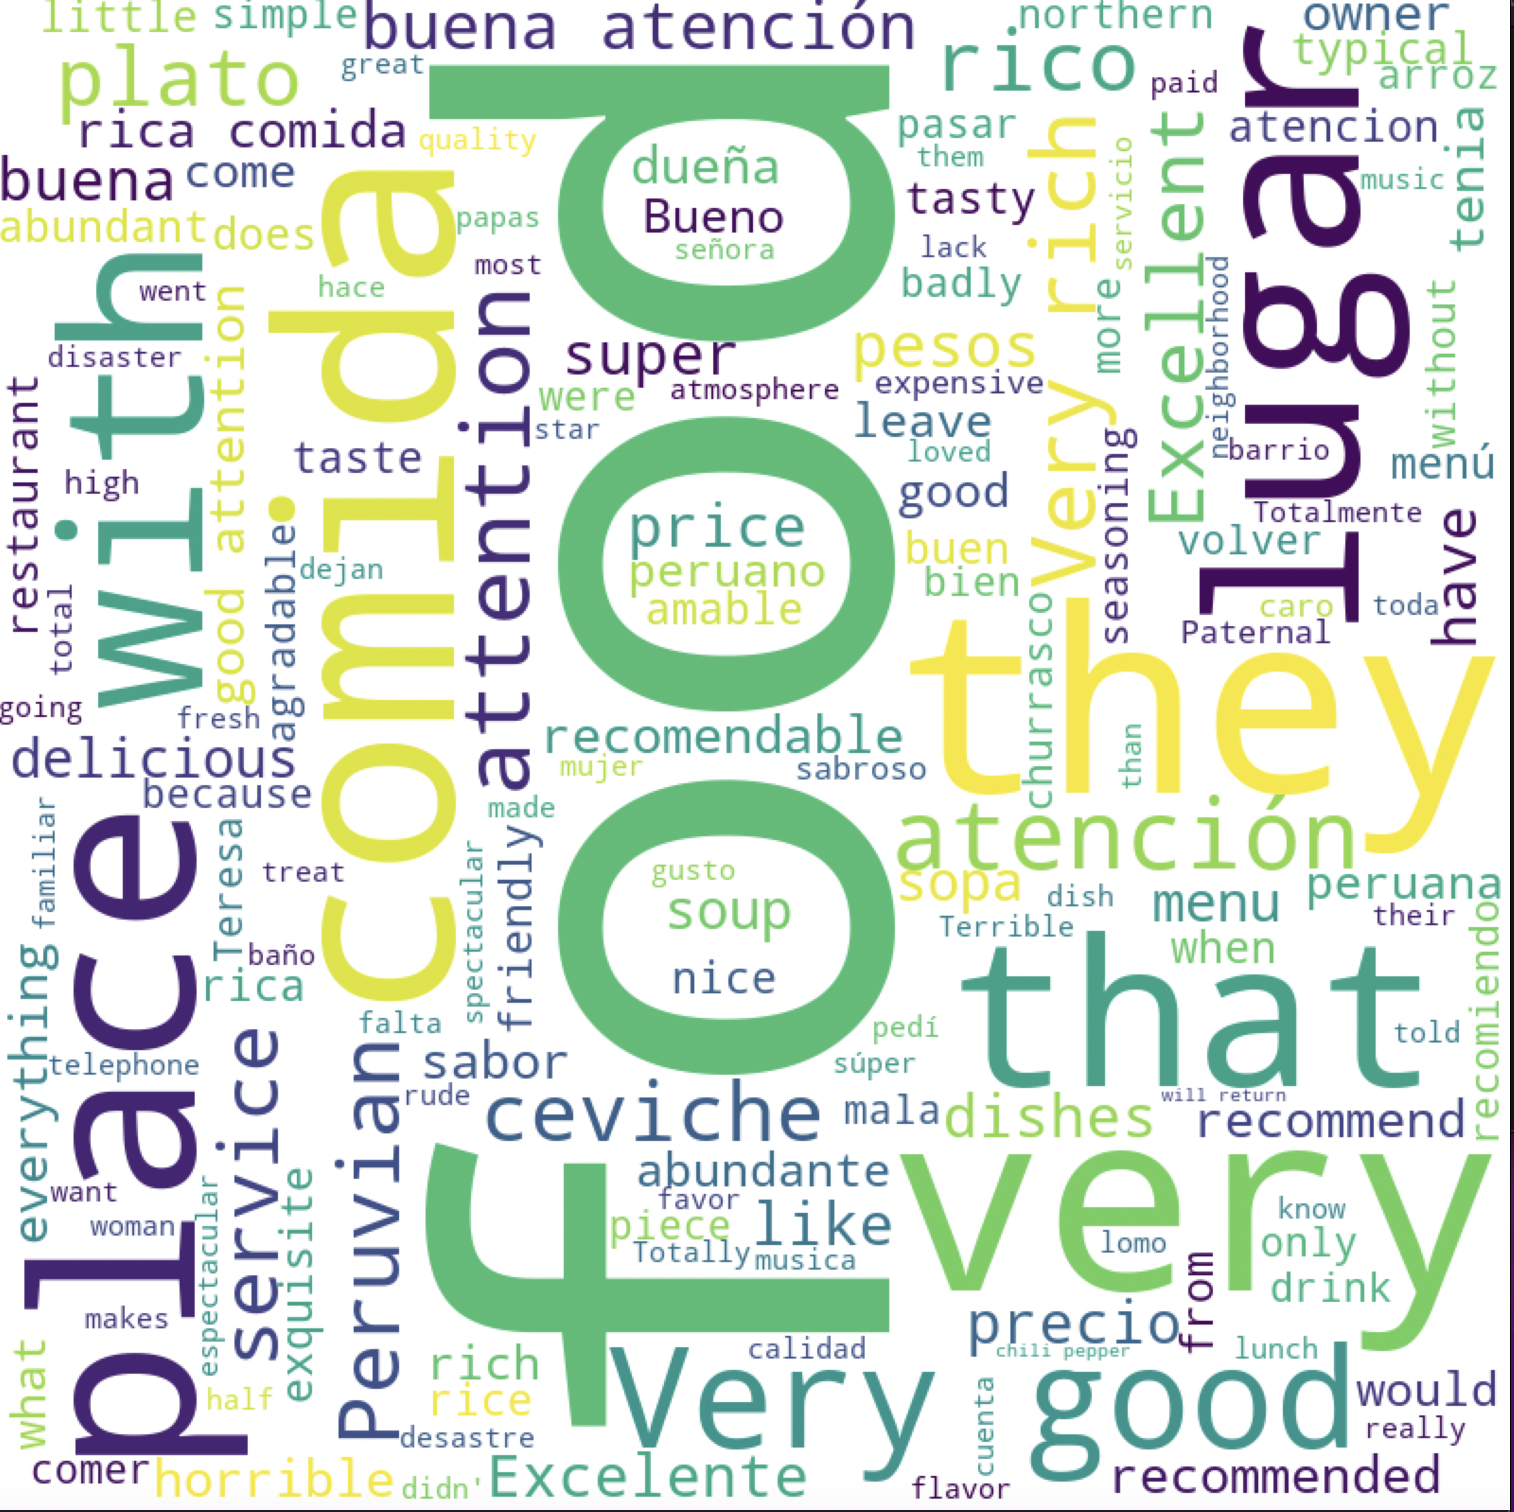 little
simple
buena atención
northern
owner
plato
great
rico
paid
typical
arroz
rica comida
quality
food
pasar
them
atencion
buena
come
dueña
Bueno
señora
tasty
very rich
servicio
Excellent
lugar
music
tenia
abundant
does
comida
papas
lack
badly
most
with
went
hace
good attention
attention
super
pesos
more
neighborhood
without
disaster
were
atmosphere
expensive
restaurant
star
leave
loved
seasoning
barrio
menú
high
taste
good
Totalmente
have
price
peruano
amable
buen
bien
volver
total
agradable
dejan
churrasco
caro
toda
Paternal
they
going
fresh
delicious
because
recomendable
mujer
sabroso
than
familiar
place
Teresa
treat
made
spectacular
friendly
gusto
soup
nice
atención
sopa
dish
Terrible
menu
when
peruana
their
recomiendo
everything
baño
rica
falta
pedí
súper
that
told
telephone
service
Peruvian
sabor
rude
ceviche
mala
dishes
will return
recommend
want
woman
espectacular
exquisite
abundante
favor
piece
like
Totally
musica
very
know
lomo
only
drink
from
makes
what
half
rich
rice
desastre
calidad
Very
precio
chili pepper
lunch
good
would
really
cuenta
comer
horrible
didn'
Excelente
flavor
recommended